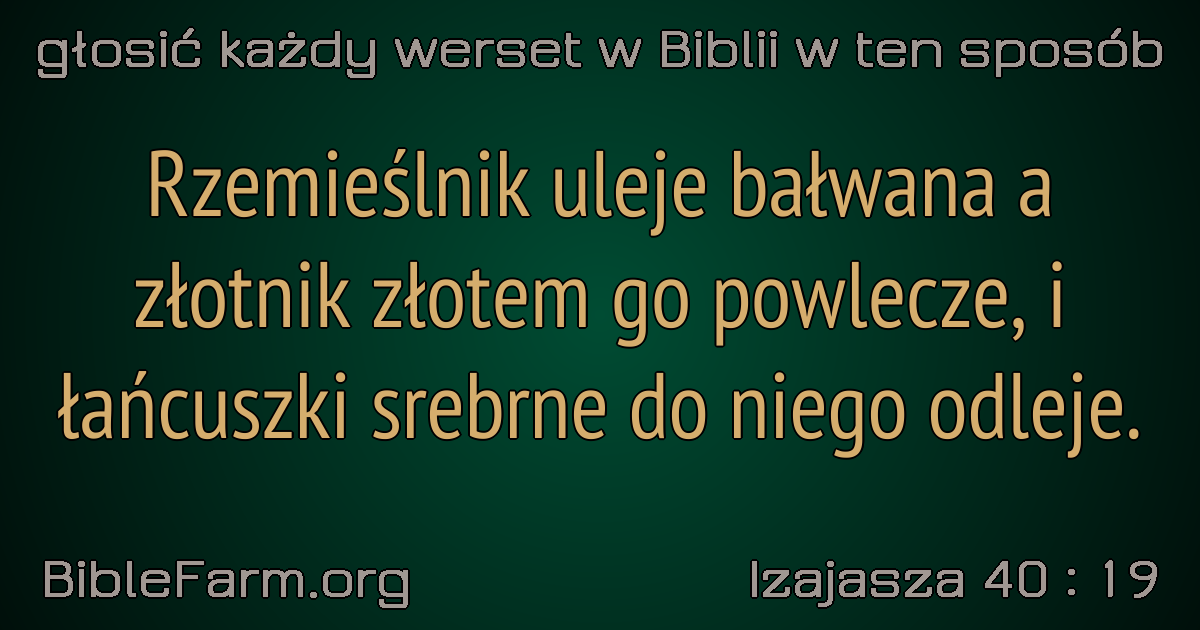 głosić każdy werset w Biblii w ten sposób
Rzemieślnik uleje bałwana a
złotnik złotem go powlecze, i
łańcuszki srebrne do niego odleje.
BibleFarm.org
Izajasza 40 : 19